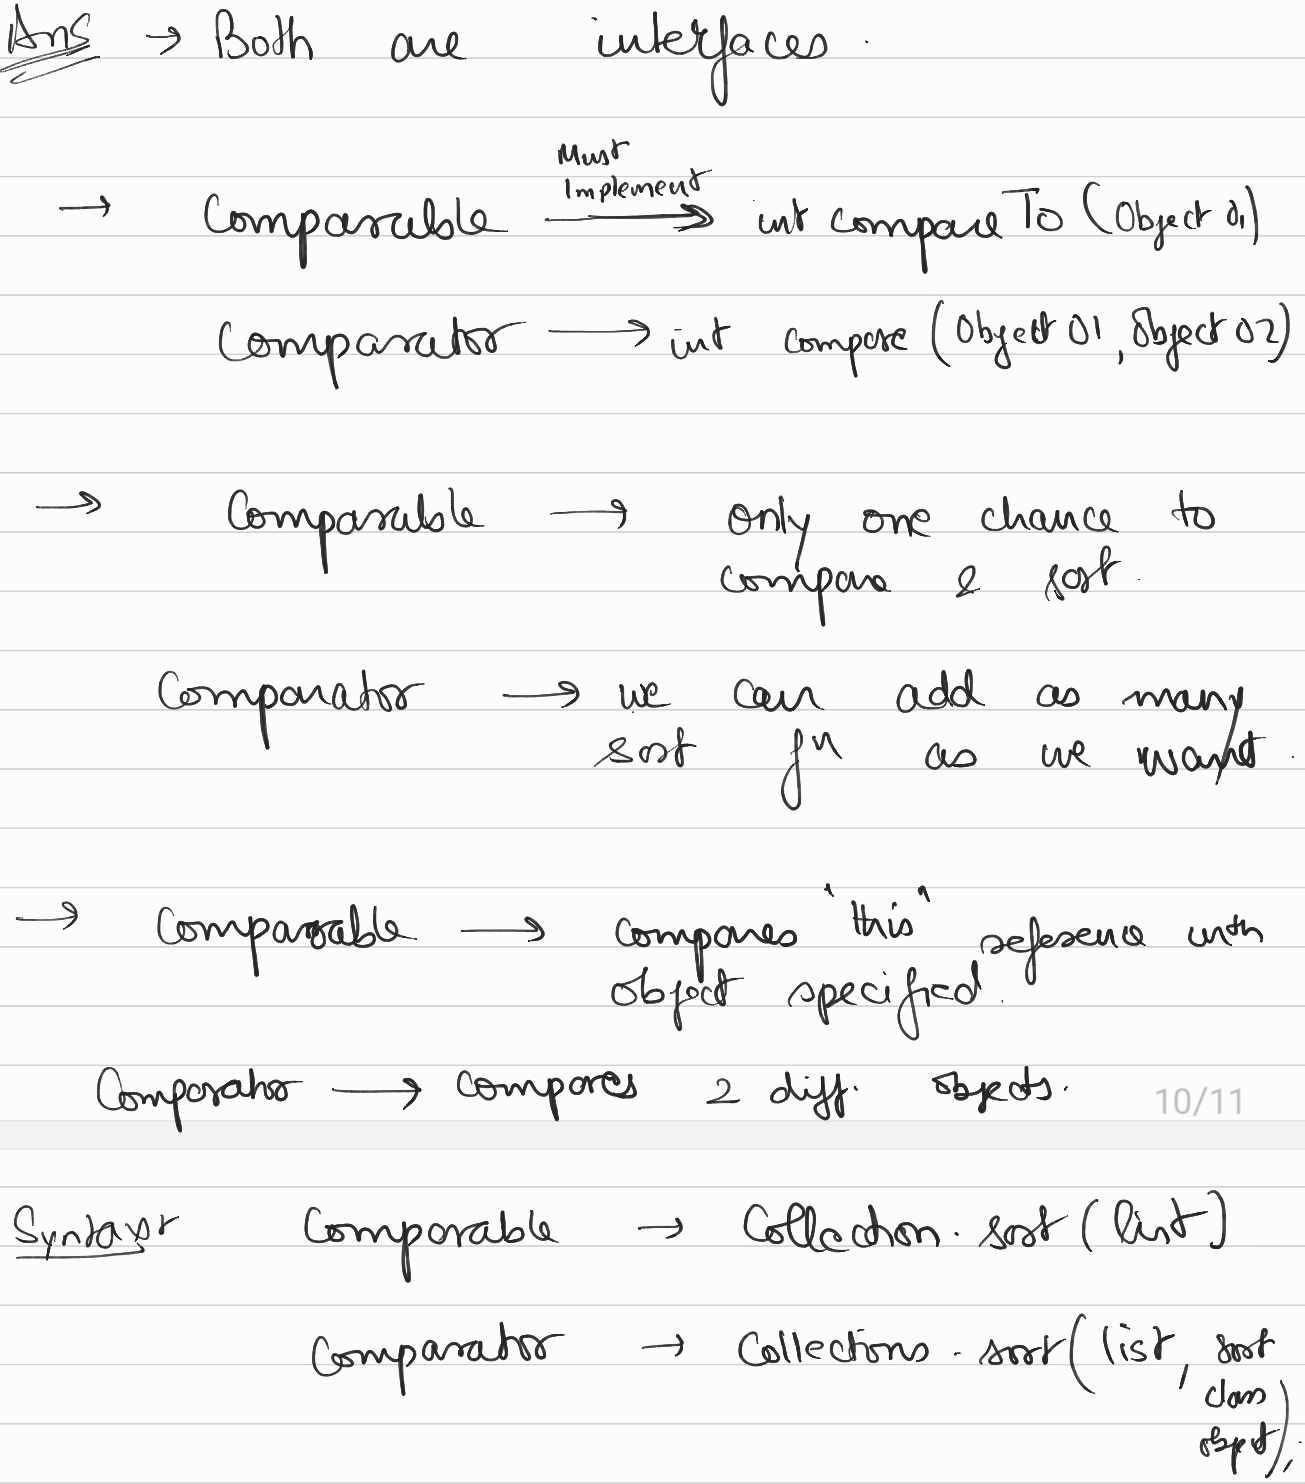 Ans → Both are interfaces.
Must
Implement
→ Comparable ⟶ int compareTo (Object O1)
Comparator ⟶ int compare (Object O1, Object O2)
→ Comparable → only one chance to
compare & sort.
Comparator → we can add as many
sort fn as we want.
→ Comparable → compares "this" reference with
object specified.
Comparator → compares 2 diff. objects.
10/11
Syntax Comparable → Collection.sort(list)
Comparator → Collections.sort(list, sort
class
object);